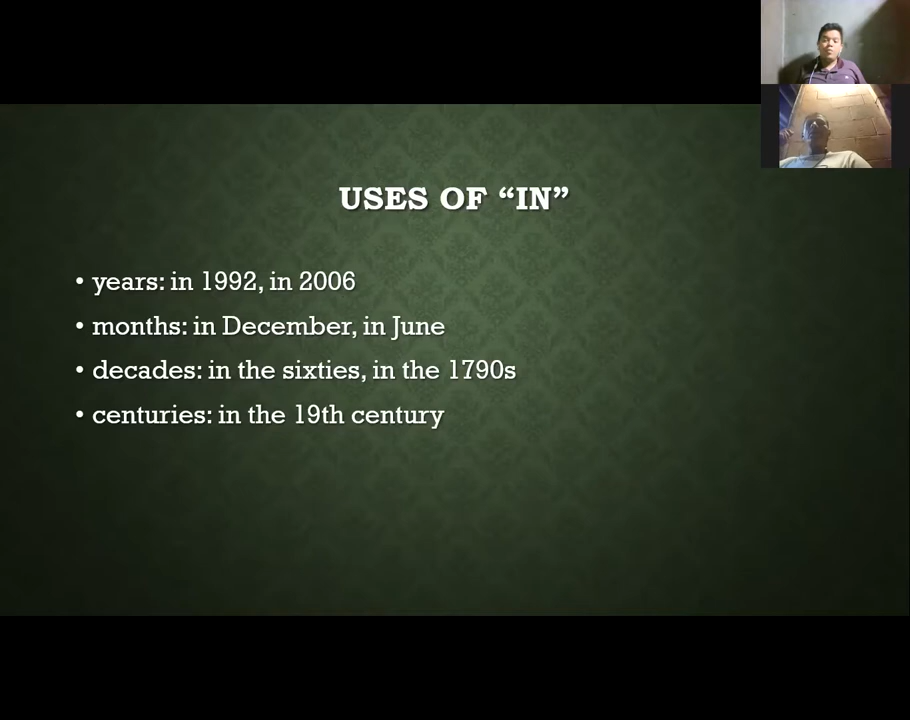 USES OF “IN”
• years: in 1992, in 2006
• months: in December, in June
• decades: in the sixties, in the 1790s
• centuries: in the 19th century